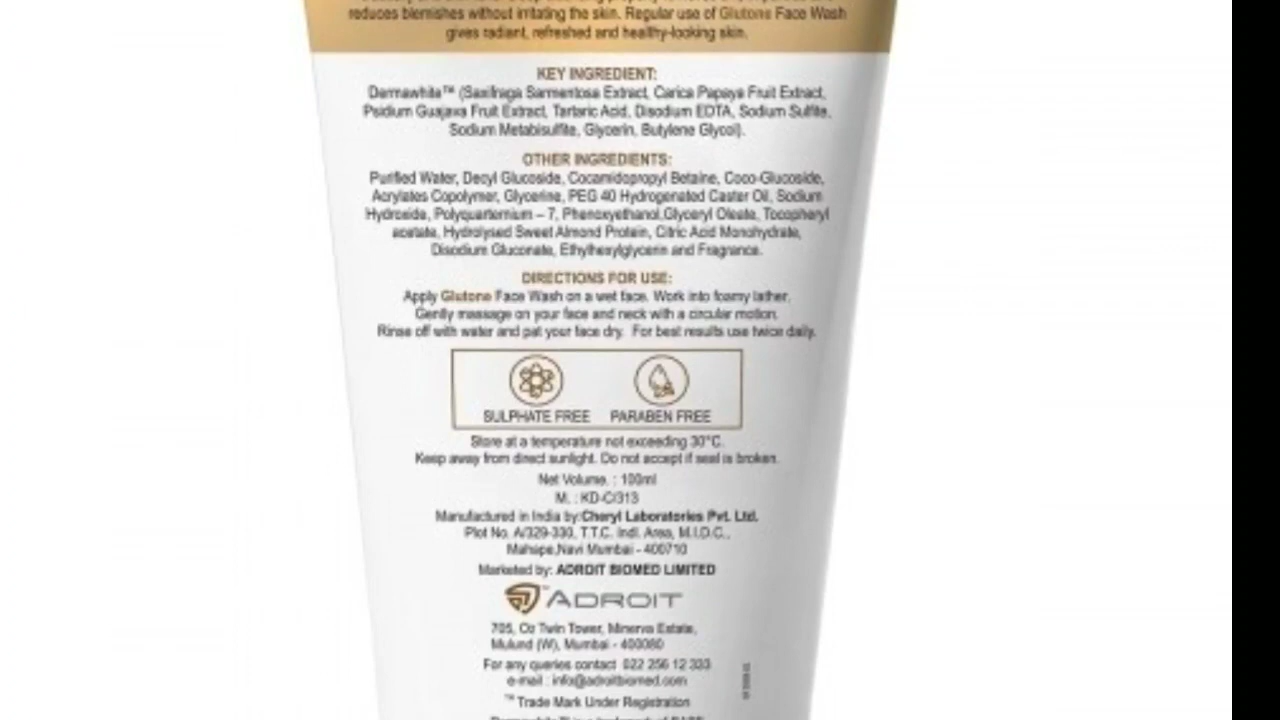 reduces blemishes without irritating the skin. Regular use of Glutone Face Wash
gives radiant, refreshed and healthy-looking skin.
KEY INGREDIENT:
Dermawhite™ (Saxifraga Sarmentosa Extract, Carica Papaya Fruit Extract,
Psidium Guajava Fruit Extract, Tartaric Acid, Disodium EDTA, Sodium Sulfite,
Sodium Metabisulfite, Glycerin, Butylene Glycol).
OTHER INGREDIENTS:
Purified Water, Decyl Glucoside, Cocamidopropyl Betaine, Coco-Glucoside,
Acrylates Copolymer, Glycerine, PEG 40 Hydrogenated Castor Oil, Sodium
Hydroxide, Polyquarternium – 7, Phenoxyethanol,Glyceryl Oleate, Tocopheryl
acetate, Hydrolysed Sweet Almond Protein, Citric Acid Monohydrate,
Disodium Gluconate, Ethylhexylglycerin and Fragrance.
DIRECTIONS FOR USE:
Apply Glutone Face Wash on a wet face. Work into foamy lather.
Gently massage on your face and neck with a circular motion.
Rinse off with water and pat your face dry. For best results use twice daily.
SULPHATE FREE PARABEN FREE
Store at a temperature not exceeding 30°C.
Keep away from direct sunlight. Do not accept if seal is broken.
Net Volume. : 100ml
M. : KD-C/313
Manufactured in India by:Cheryl Laboratories Pvt. Ltd.
Plot No. A/329-330, T.T.C. Indl. Area, M.I.D.C.,
Mahape,Navi Mumbai - 400710
Marketed by: ADROIT BIOMED LIMITED
ADROIT
705, Oz Twin Tower, Minerva Estate,
Mulund (W), Mumbai - 400080
For any queries contact 022 256 12 333
e-mail : info@adroitbiomed.com
™ Trade Mark Under Registration